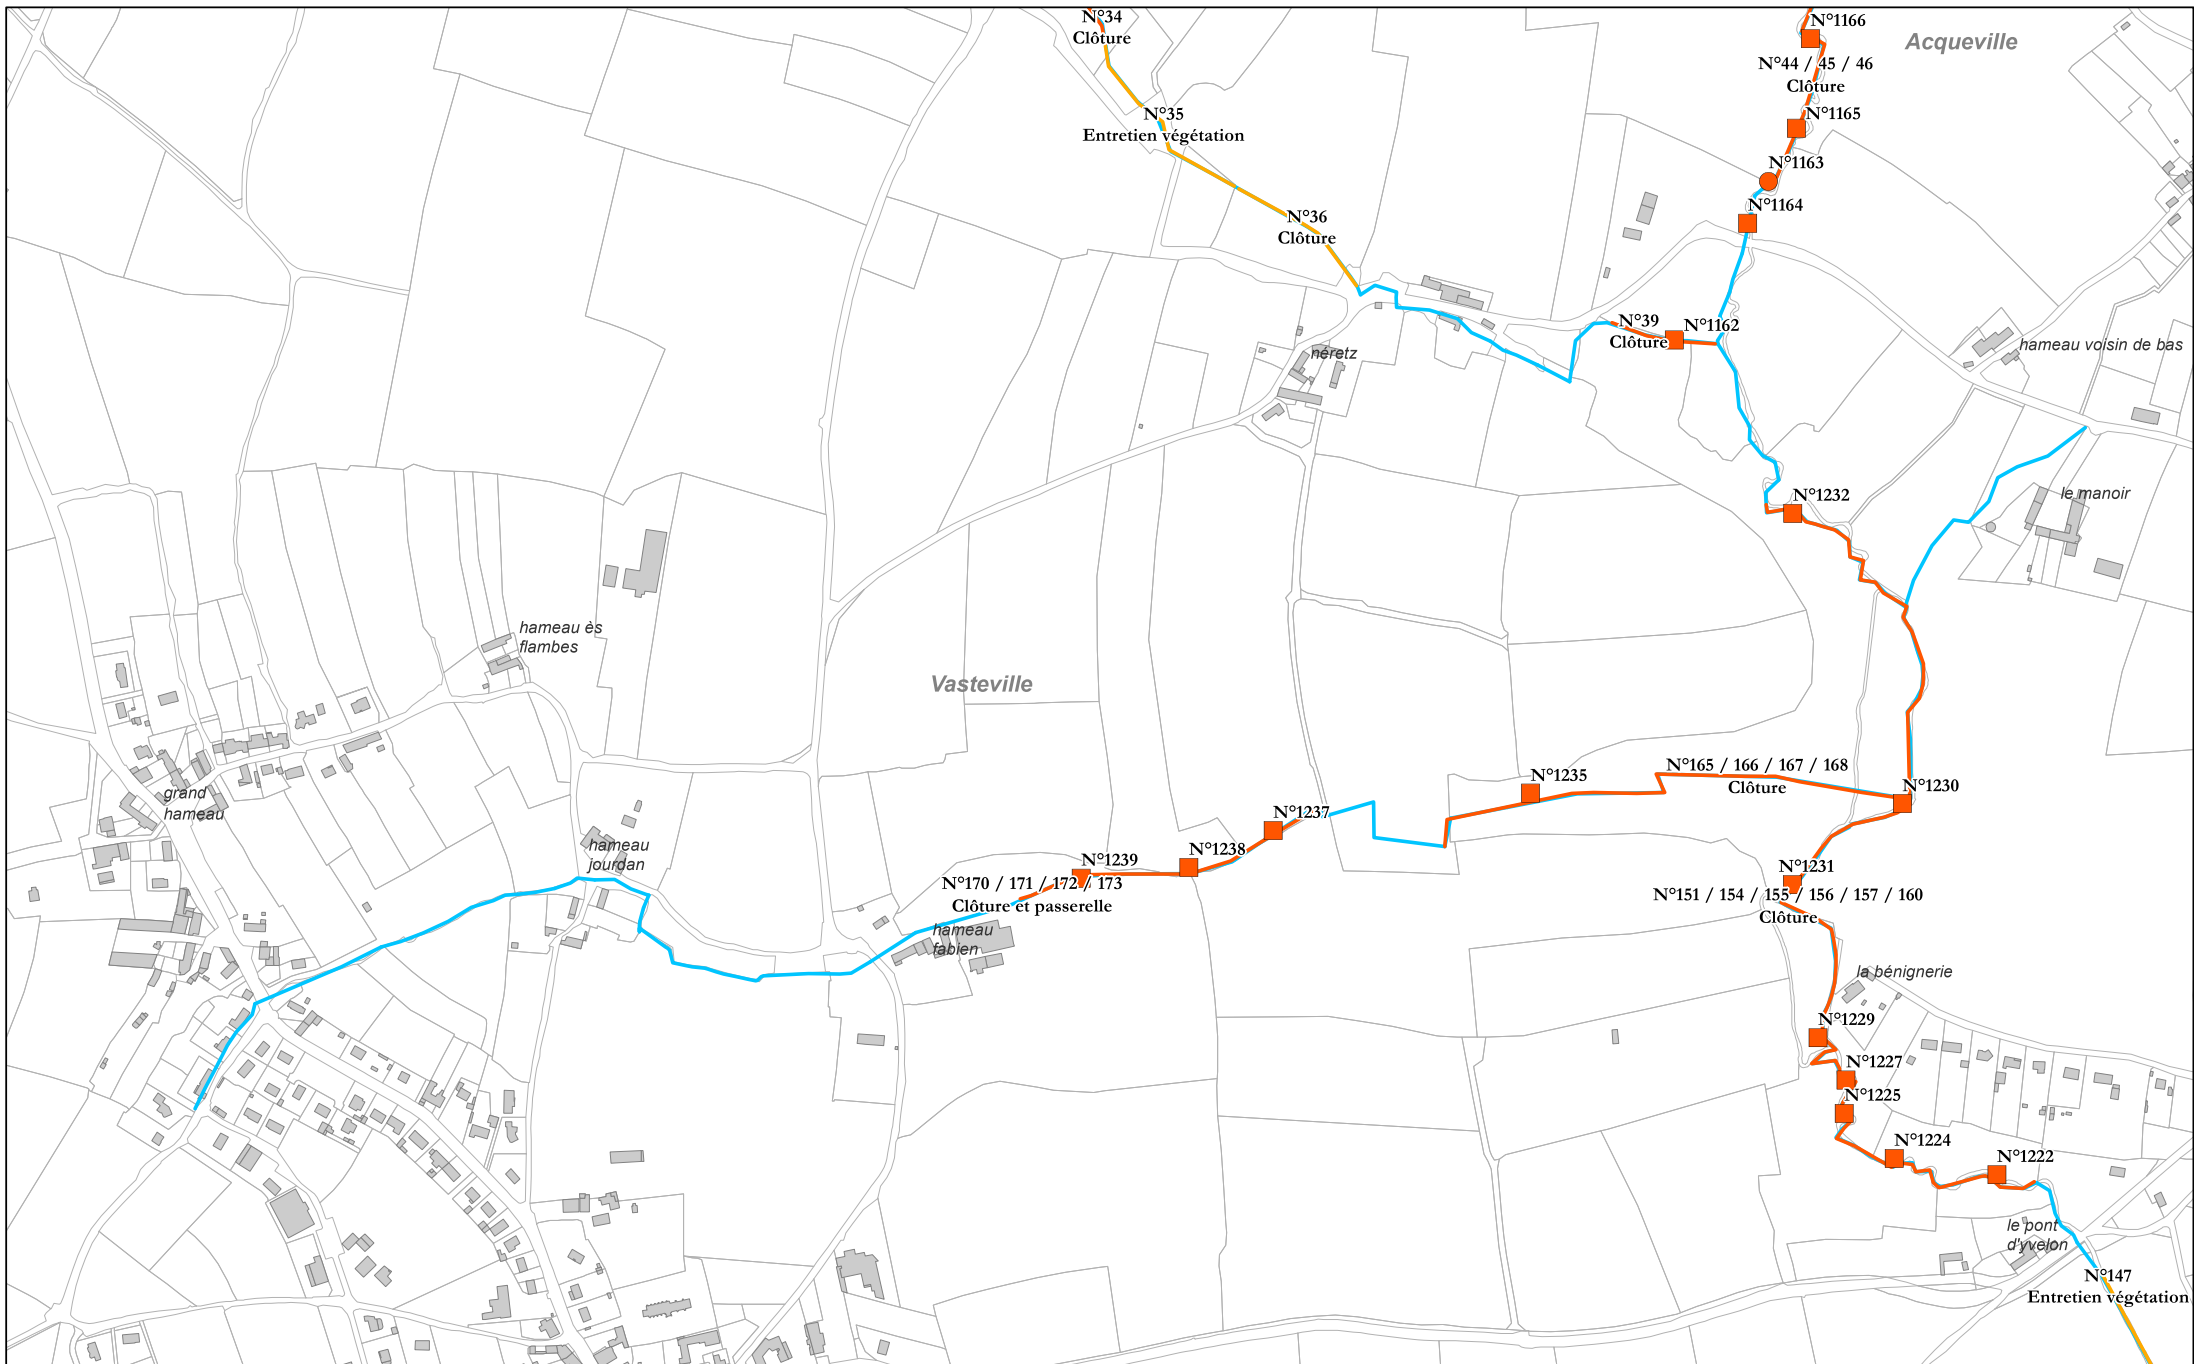 N°34
Clôture
N°1166
Acqueville
N°44 / 45 / 46
Clôture
N°35
Entretien végétation
N°1165
N°1163
N°36
Clôture
N°1164
N°39
Clôture
N°1162
néretz
hameau voisin de bas
N°1232
le manoir
hameau ès
flambes
Vasteville
N°165 / 166 / 167 / 168
Clôture
N°1235
N°1230
grand
hameau
N°1237
hameau
jourdan
N°1238
N°1239
N°170 / 171 / 172 / 173
Clôture et passerelle
N°1231
N°151 / 154 / 155 / 156 / 157 / 160
Clôture
hameau
fabien
la bénignerie
N°1229
N°1227
N°1225
N°1224
N°1222
le pont
d'yvelon
N°147
Entretien végétation